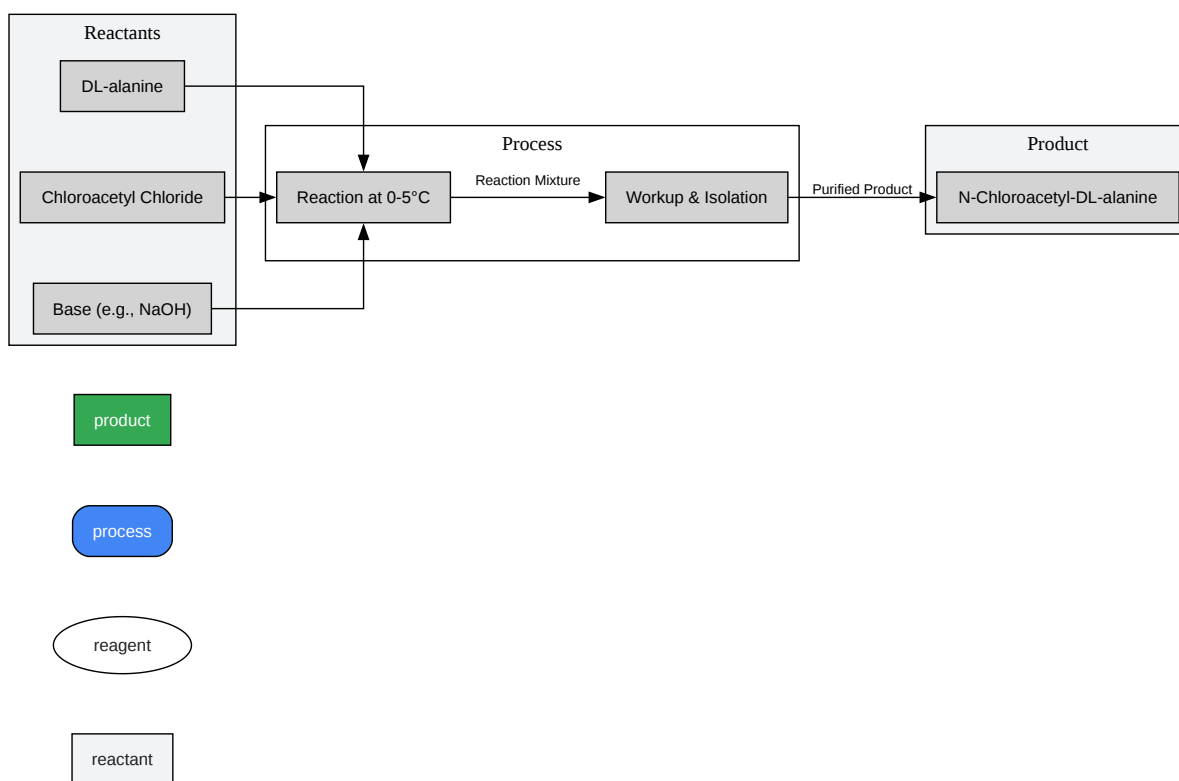 Reactants
DL-alanine
Chloroacetyl Chloride
Base (e.g., NaOH)
Process
Reaction at 0-5°C
Reaction Mixture
Workup & Isolation
Purified Product
Product
N-Chloroacetyl-DL-alanine
product
process
reagent
reactant